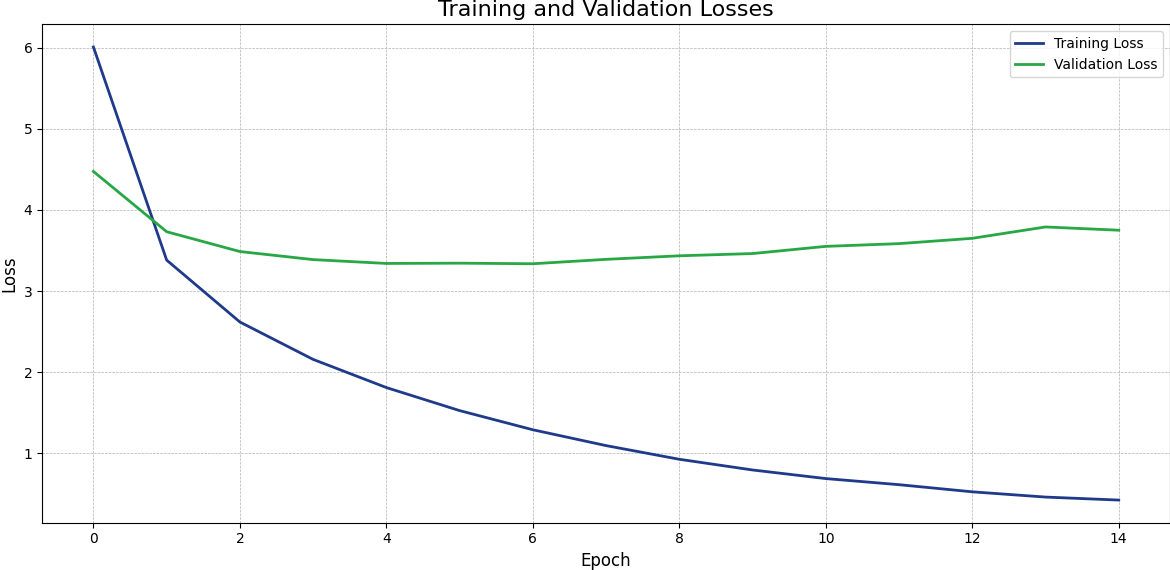 Training and Validation Losses
Training Loss
Validation Loss
Loss
6
5
4
3
2
1
0 2 4 6 8 10 12 14
Epoch